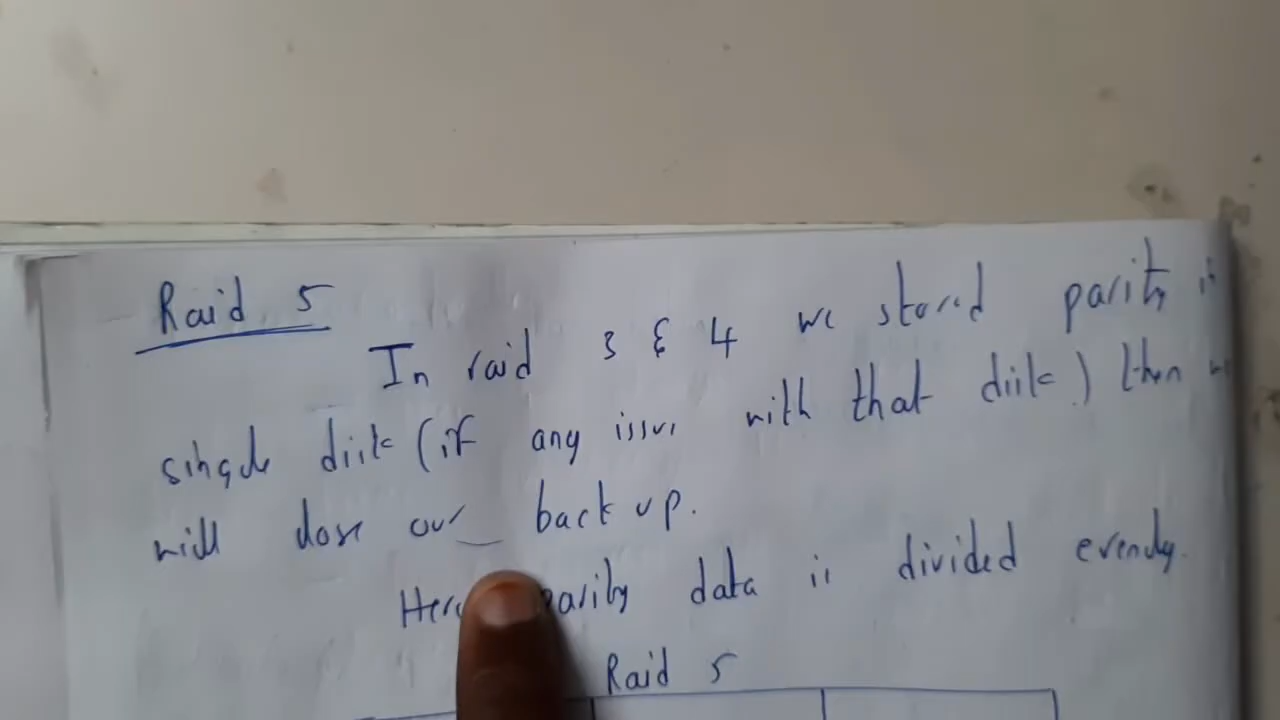 Raid 5
In raid 3 & 4 we stored parity in
single disk (if any issue with that disk) then we
will lose our back up.
Here parity data is divided evenly.
Raid 5